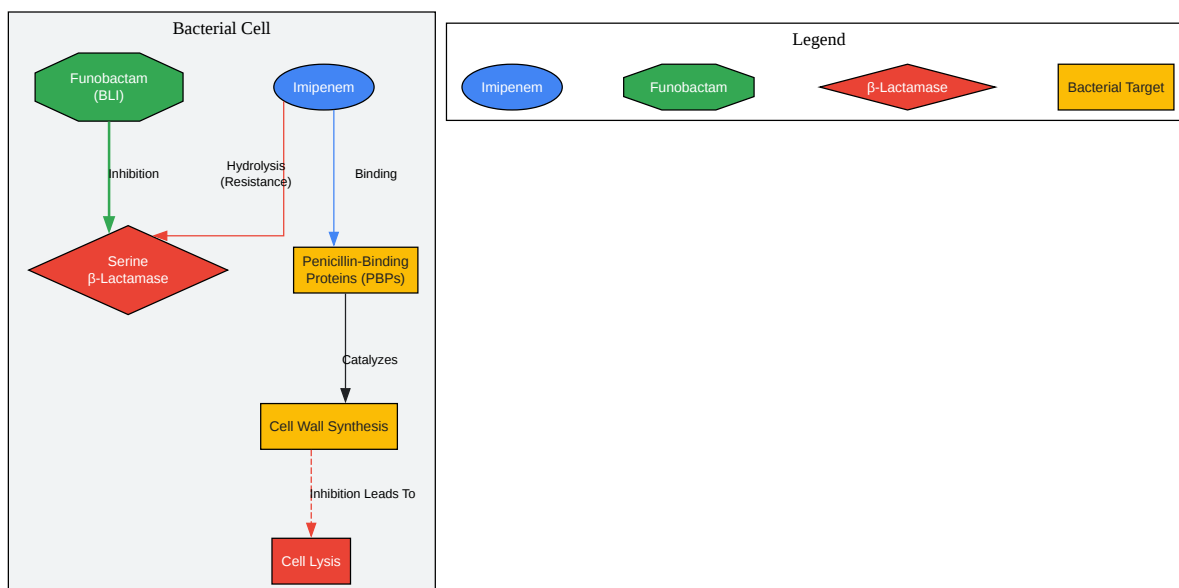 Bacterial Cell
Funobactam
(BLI)
Imipenem
Inhibition
Hydrolysis
(Resistance)
Binding
Serine
β-Lactamase
Penicillin-Binding
Proteins (PBPs)
Catalyzes
Cell Wall Synthesis
Inhibition Leads To
Cell Lysis
Legend
Imipenem
Funobactam
β-Lactamase
Bacterial Target